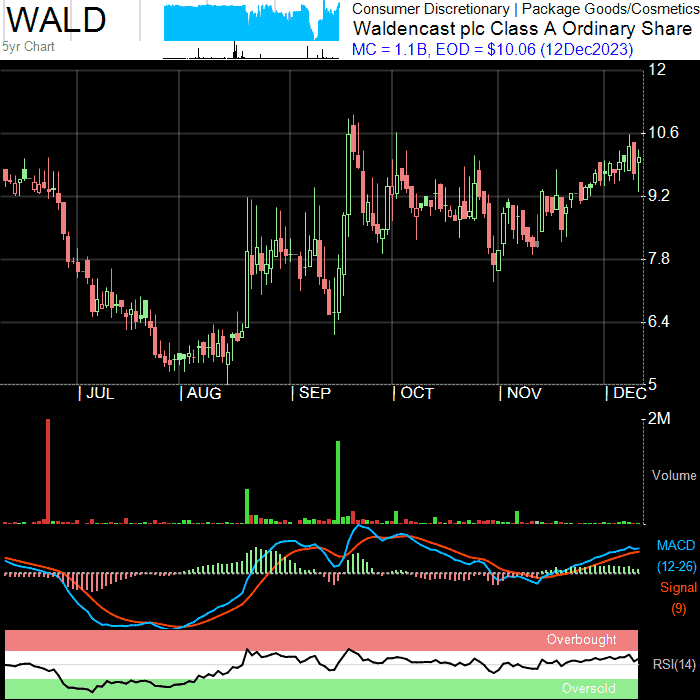 WALD
5yr Chart
Consumer Discretionary | Package Goods/Cosmetics
Waldencast plc Class A Ordinary Share
MC = 1.1B, EOD = $10.06 (12Dec2023)
12
10.6
9.2
7.8
6.4
5
| JUL | AUG | SEP | OCT | NOV | DEC
2M
Volume
MACD
(12-26)
Signal
(9)
Overbought
RSI(14)
Oversold